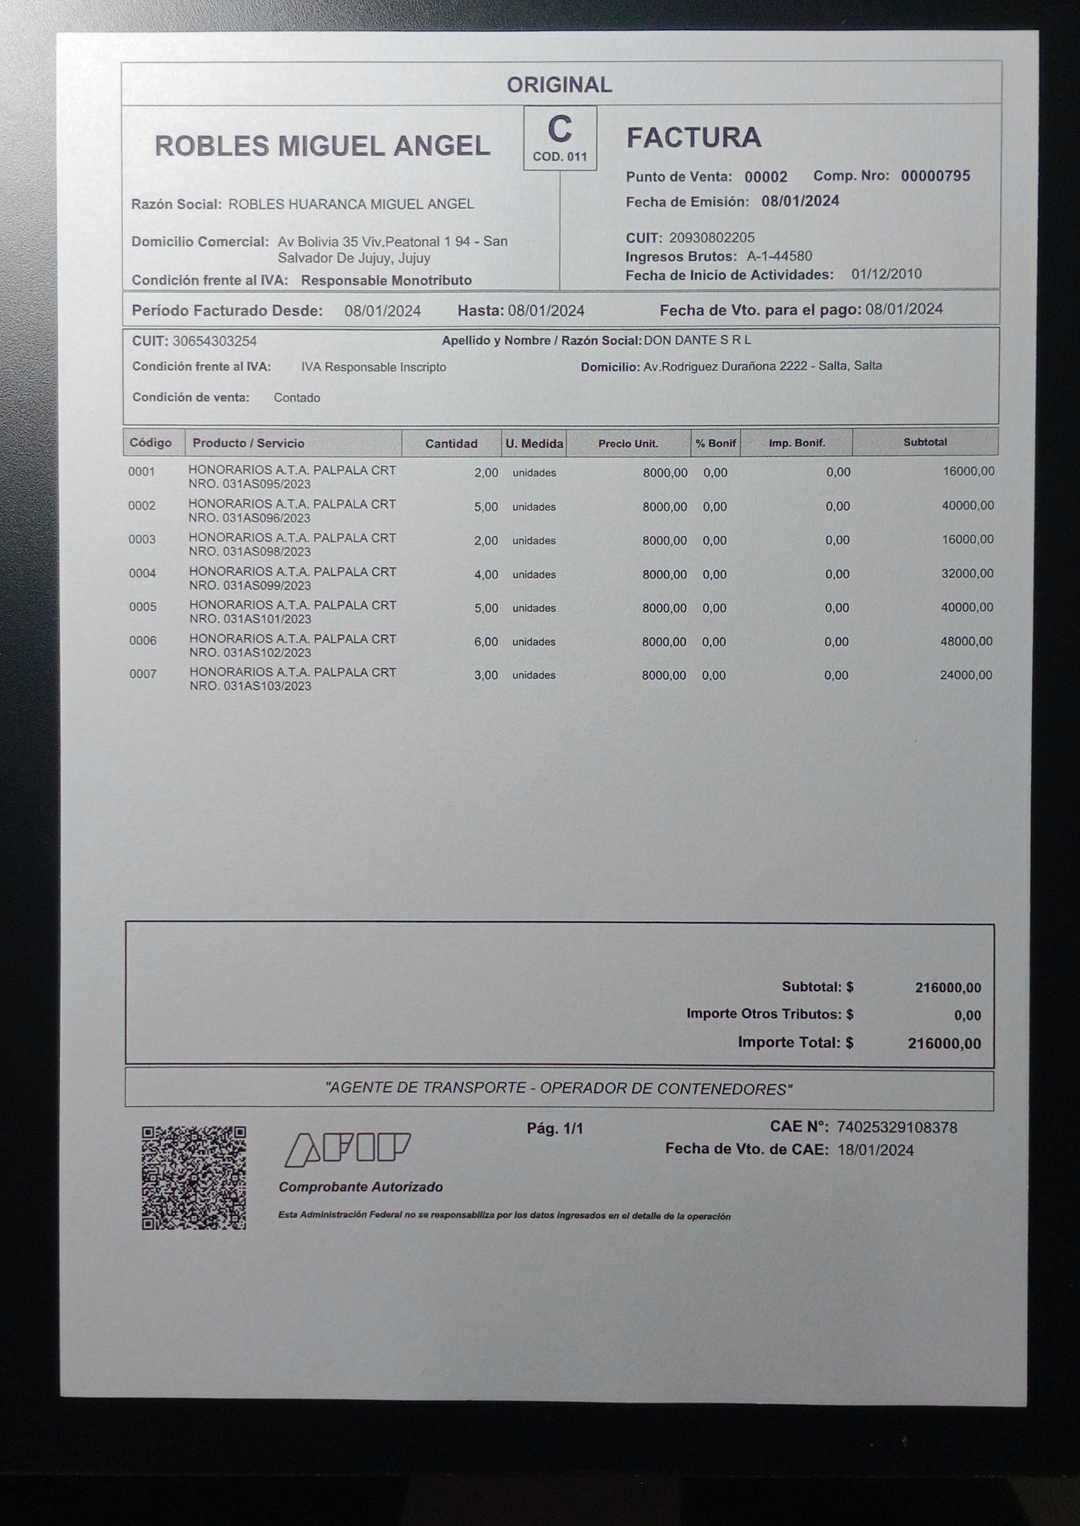 ORIGINAL
ROBLES MIGUEL ANGEL
C
COD. 011
FACTURA
Punto de Venta: 00002 Comp. Nro: 00000795
Razón Social: ROBLES HUARANCA MIGUEL ANGEL
Fecha de Emisión: 08/01/2024
Domicilio Comercial: Av Bolivia 35 Viv.Peatonal 1 94 - San
Salvador De Jujuy, Jujuy
CUIT: 20930802205
Ingresos Brutos: A-1-44580
Condición frente al IVA: Responsable Monotributo
Fecha de Inicio de Actividades: 01/12/2010
Período Facturado Desde: 08/01/2024 Hasta: 08/01/2024 Fecha de Vto. para el pago: 08/01/2024
CUIT: 30654303254 Apellido y Nombre / Razón Social: DON DANTE S R L
Condición frente al IVA: IVA Responsable Inscripto Domicilio: Av.Rodriguez Durañona 2222 - Salta, Salta
Condición de venta: Contado
Código Producto / Servicio Cantidad U. Medida Precio Unit. % Bonif Imp. Bonif. Subtotal
0001 HONORARIOS A.T.A. PALPALA CRT 2,00 unidades 8000,00 0,00 0,00 16000,00
NRO. 031AS095/2023
0002 HONORARIOS A.T.A. PALPALA CRT 5,00 unidades 8000,00 0,00 0,00 40000,00
NRO. 031AS096/2023
0003 HONORARIOS A.T.A. PALPALA CRT 2,00 unidades 8000,00 0,00 0,00 16000,00
NRO. 031AS098/2023
0004 HONORARIOS A.T.A. PALPALA CRT 4,00 unidades 8000,00 0,00 0,00 32000,00
NRO. 031AS099/2023
0005 HONORARIOS A.T.A. PALPALA CRT 5,00 unidades 8000,00 0,00 0,00 40000,00
NRO. 031AS101/2023
0006 HONORARIOS A.T.A. PALPALA CRT 6,00 unidades 8000,00 0,00 0,00 48000,00
NRO. 031AS102/2023
0007 HONORARIOS A.T.A. PALPALA CRT 3,00 unidades 8000,00 0,00 0,00 24000,00
NRO. 031AS103/2023
Subtotal: $ 216000,00
Importe Otros Tributos: $ 0,00
Importe Total: $ 216000,00
"AGENTE DE TRANSPORTE - OPERADOR DE CONTENEDORES"
AFIP
Pág. 1/1
CAE N°: 74025329108378
Fecha de Vto. de CAE: 18/01/2024
Comprobante Autorizado
Esta Administración Federal no se responsabiliza por los datos ingresados en el detalle de la operación